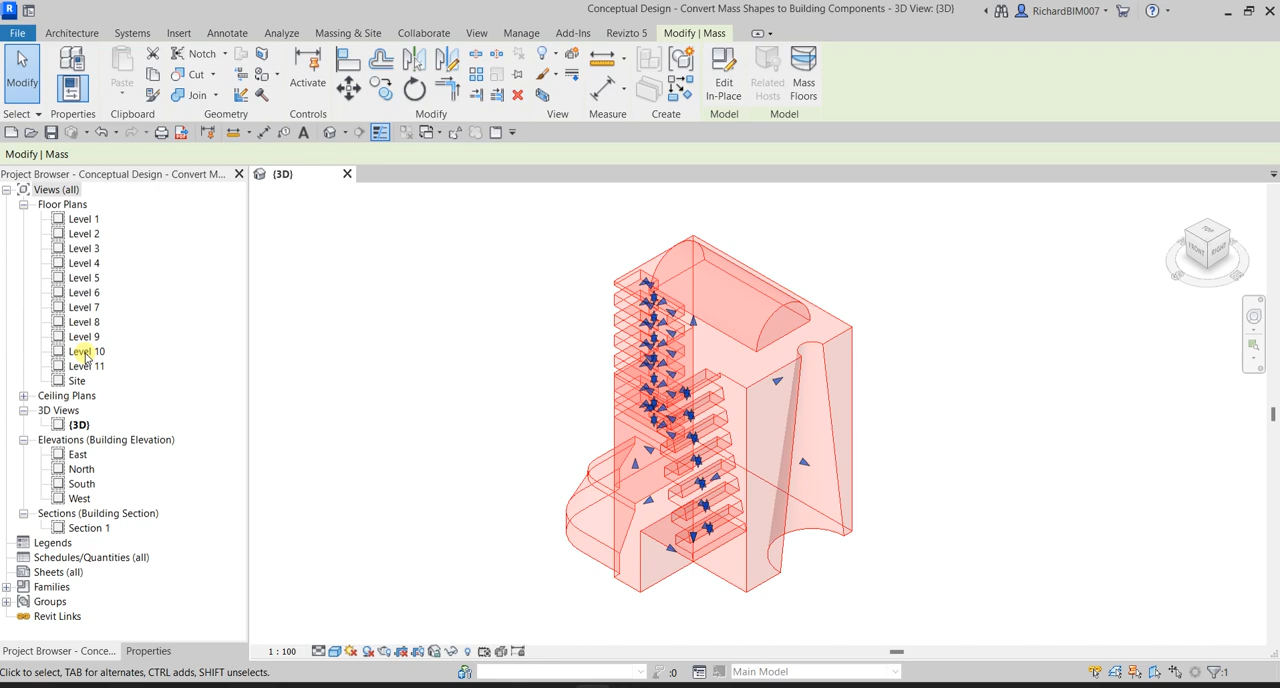 Conceptual Design - Convert Mass Shapes to Building Components - 3D View: {3D}
RichardBIM007
File
Architecture
Systems
Insert
Annotate
Analyze
Massing & Site
Collaborate
View
Manage
Add-Ins
Revizto 5
Modify | Mass
Modify
Paste
Notch
Cut
Join
Activate
Edit
In-Place
Related
Hosts
Mass
Floors
Select
Properties
Clipboard
Geometry
Controls
Modify
View
Measure
Create
Model
Model
Modify | Mass
Project Browser - Conceptual Design - Convert M...
{3D}
Views (all)
Floor Plans
Level 1
Level 2
Level 3
Level 4
Level 5
Level 6
Level 7
Level 8
Level 9
Level 10
Level 11
Site
Ceiling Plans
3D Views
{3D}
Elevations (Building Elevation)
East
North
South
West
Sections (Building Section)
Section 1
Legends
Schedules/Quantities (all)
Sheets (all)
Families
Groups
Revit Links
TOP
FRONT
RIGHT
Project Browser - Conce...
Properties
1 : 100
Click to select, TAB for alternates, CTRL adds, SHIFT unselects.
:0
Main Model
:1